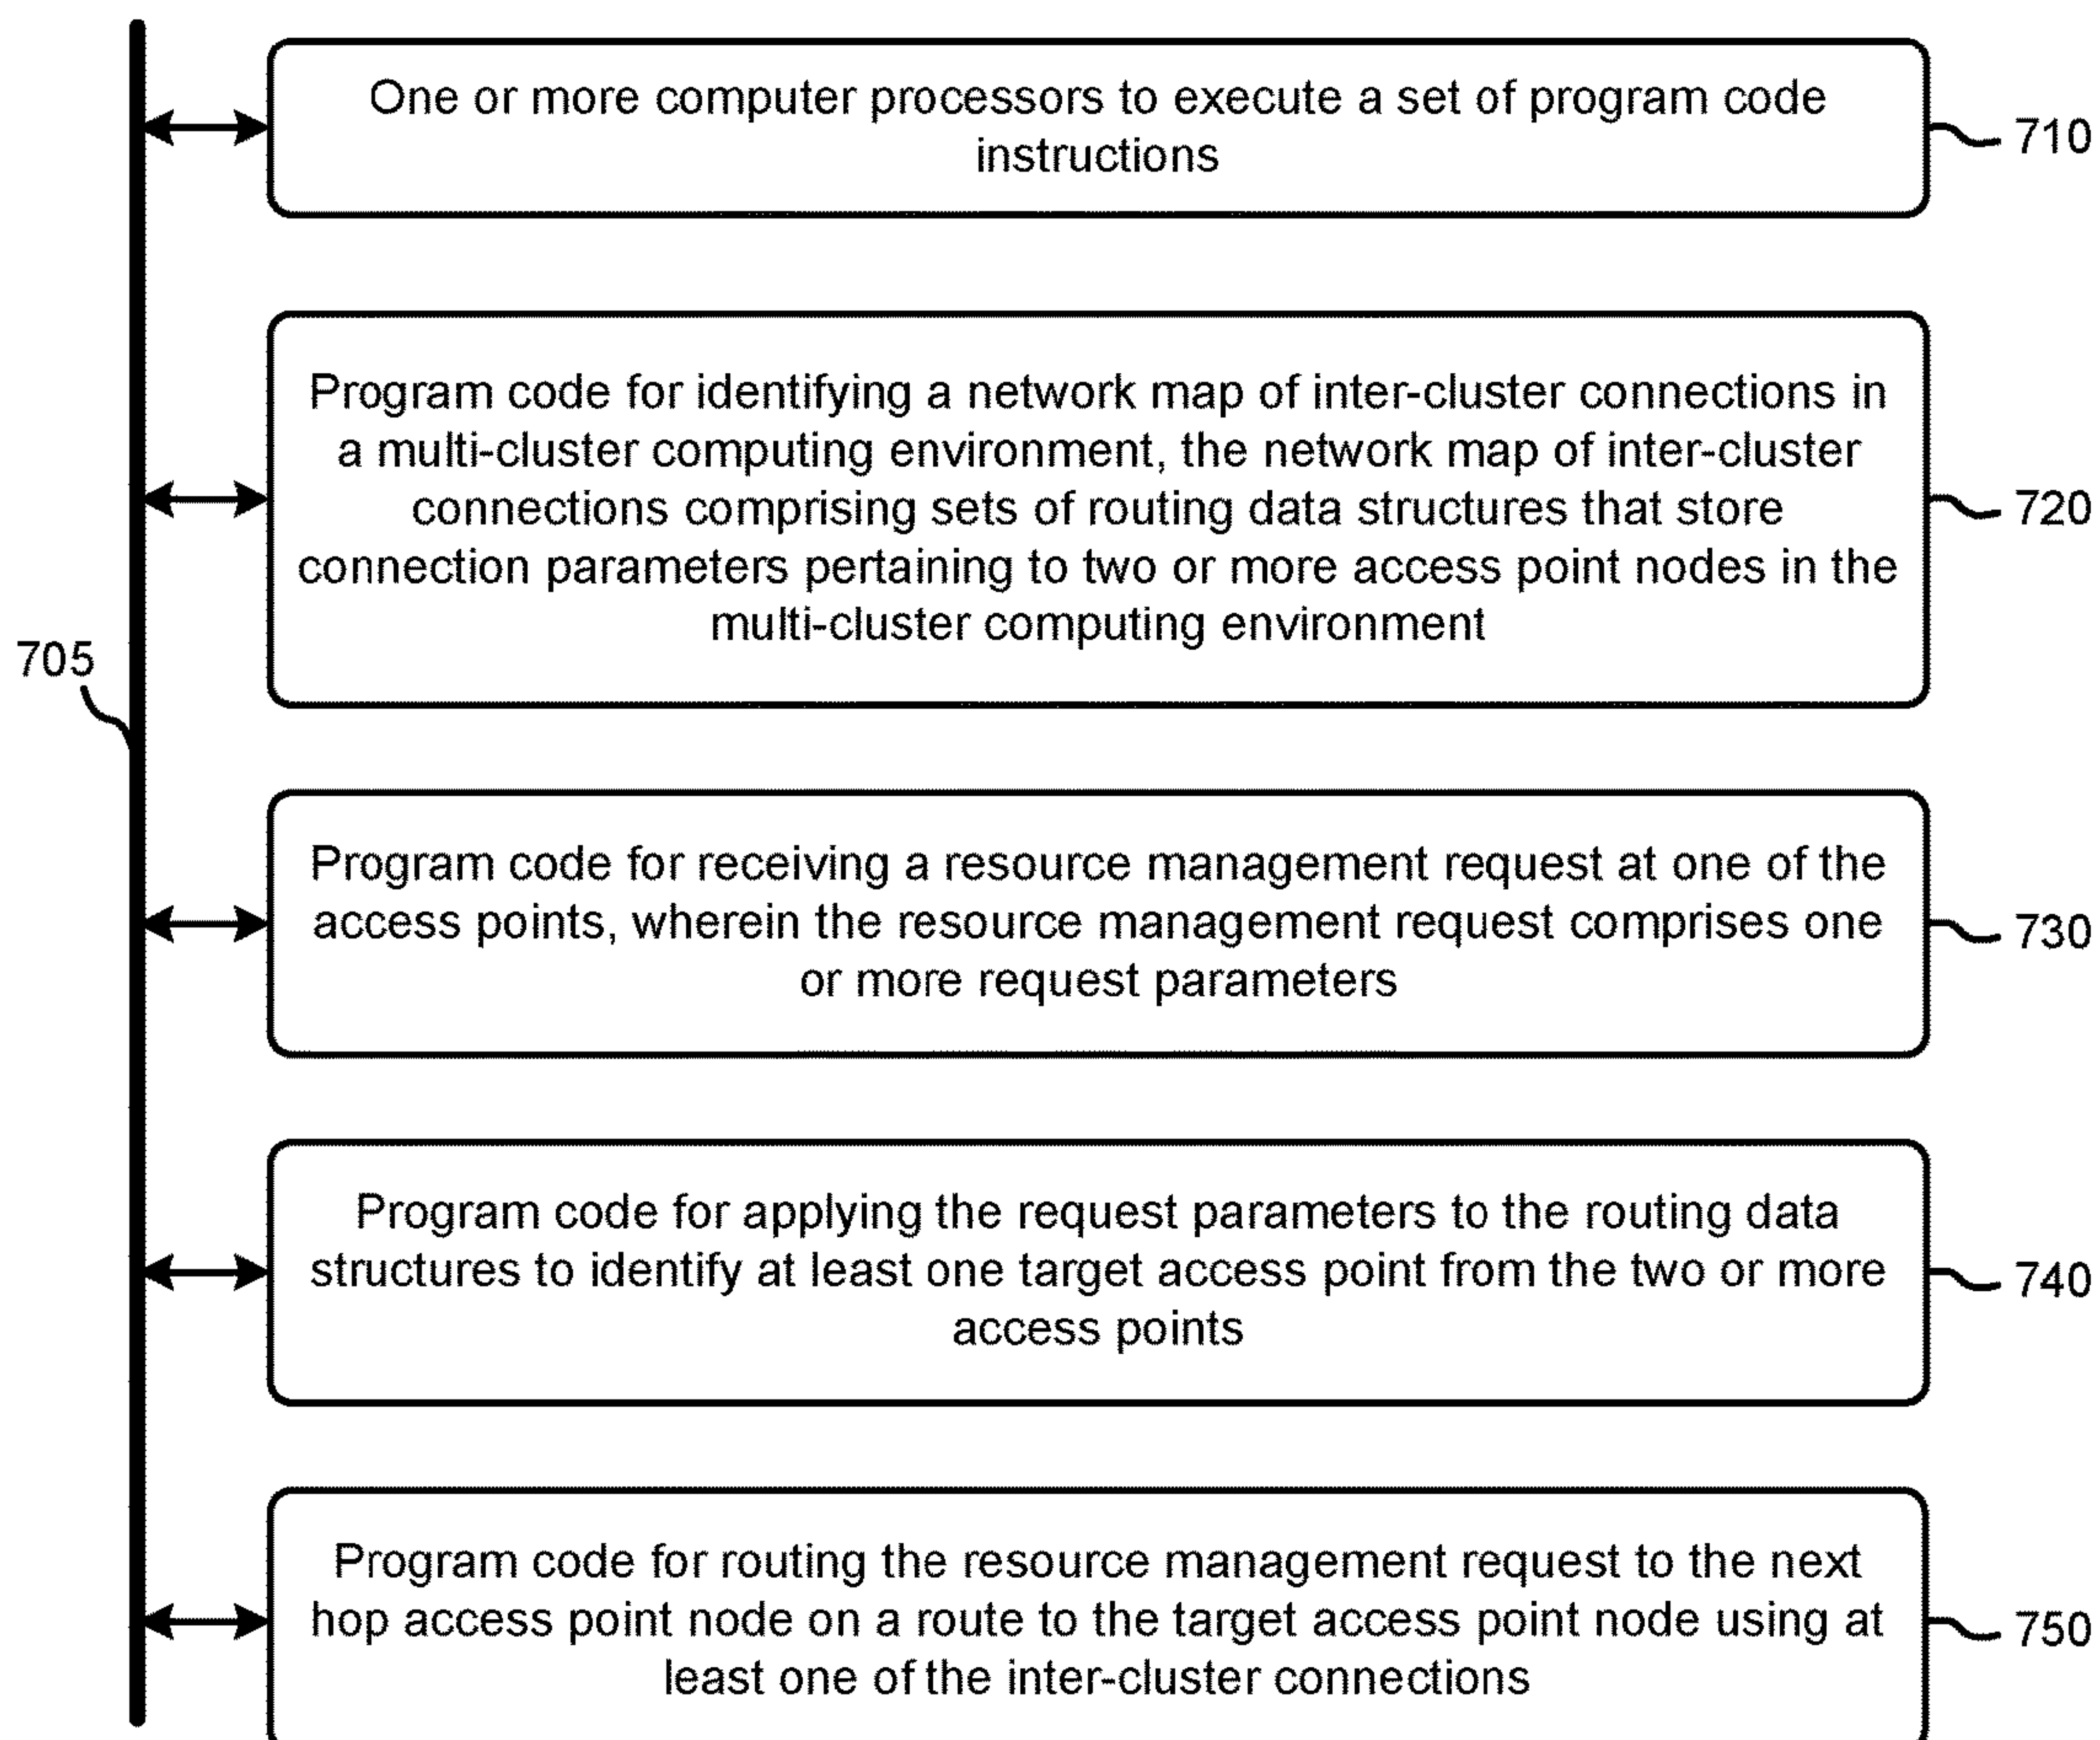 One or more computer processors to execute a set of program code
instructions
710
Program code for identifying a network map of inter-cluster connections in
a multi-cluster computing environment, the network map of inter-cluster
connections comprising sets of routing data structures that store
connection parameters pertaining to two or more access point nodes in the
multi-cluster computing environment
720
705
Program code for receiving a resource management request at one of the
access points, wherein the resource management request comprises one
or more request parameters
730
Program code for applying the request parameters to the routing data
structures to identify at least one target access point from the two or more
access points
740
Program code for routing the resource management request to the next
hop access point node on a route to the target access point node using at
least one of the inter-cluster connections
750